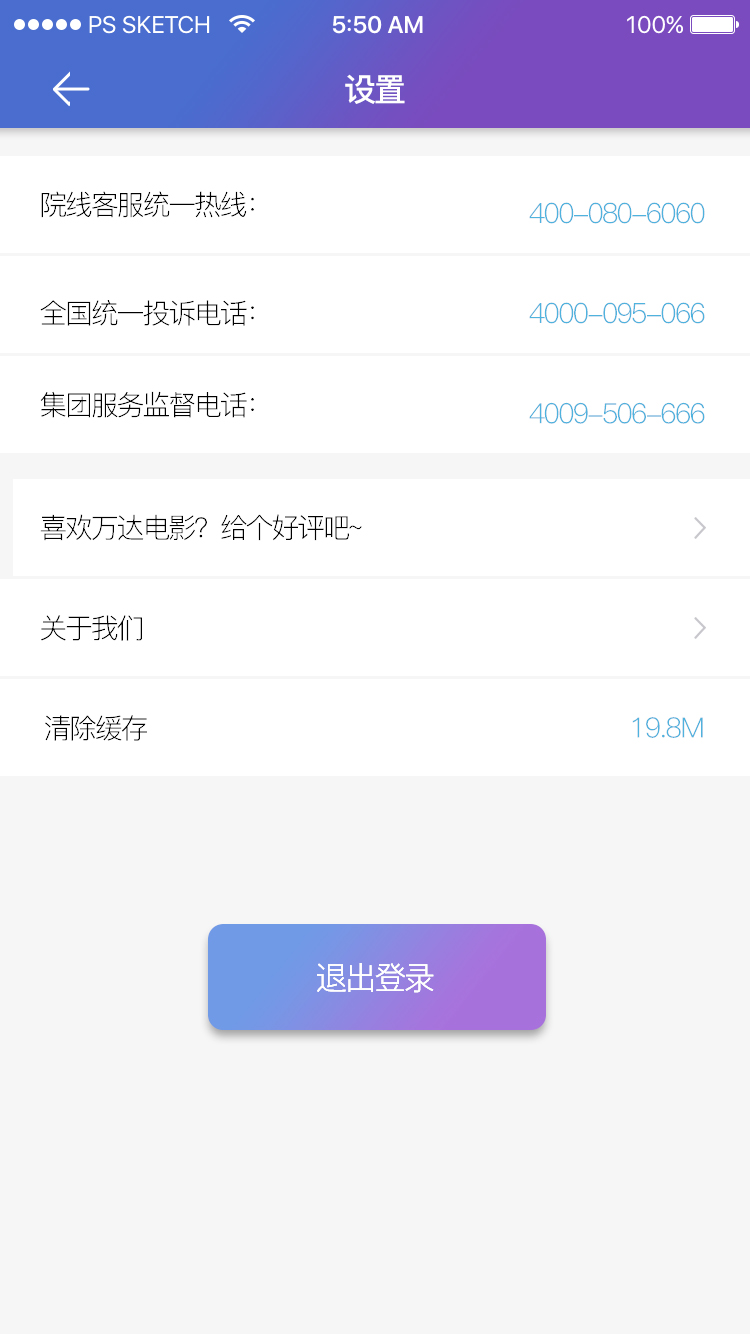 PS SKETCH 5:50 AM 100%
设置
院线客服统一热线： 400-080-6060
全国统一投诉电话： 4000-095-066
集团服务监督电话： 4009-506-666
喜欢万达电影？给个好评吧~
关于我们
清除缓存 19.8M
退出登录